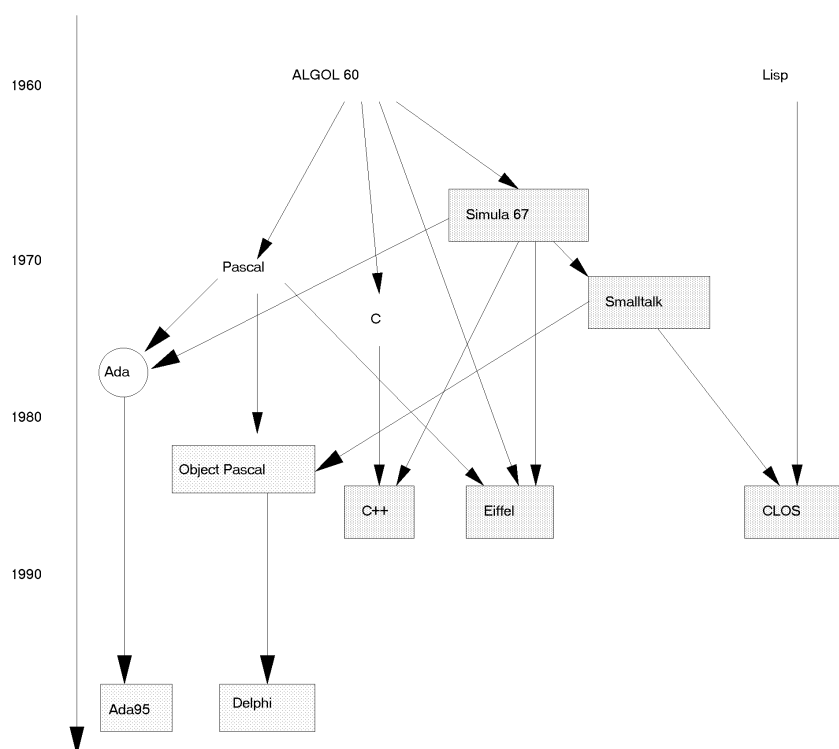 ALGOL 60
Lisp
1960
Simula 67
1970
Pascal
Smalltalk
C
Ada
1980
Object Pascal
C++
Eiffel
CLOS
1990
Ada95
Delphi